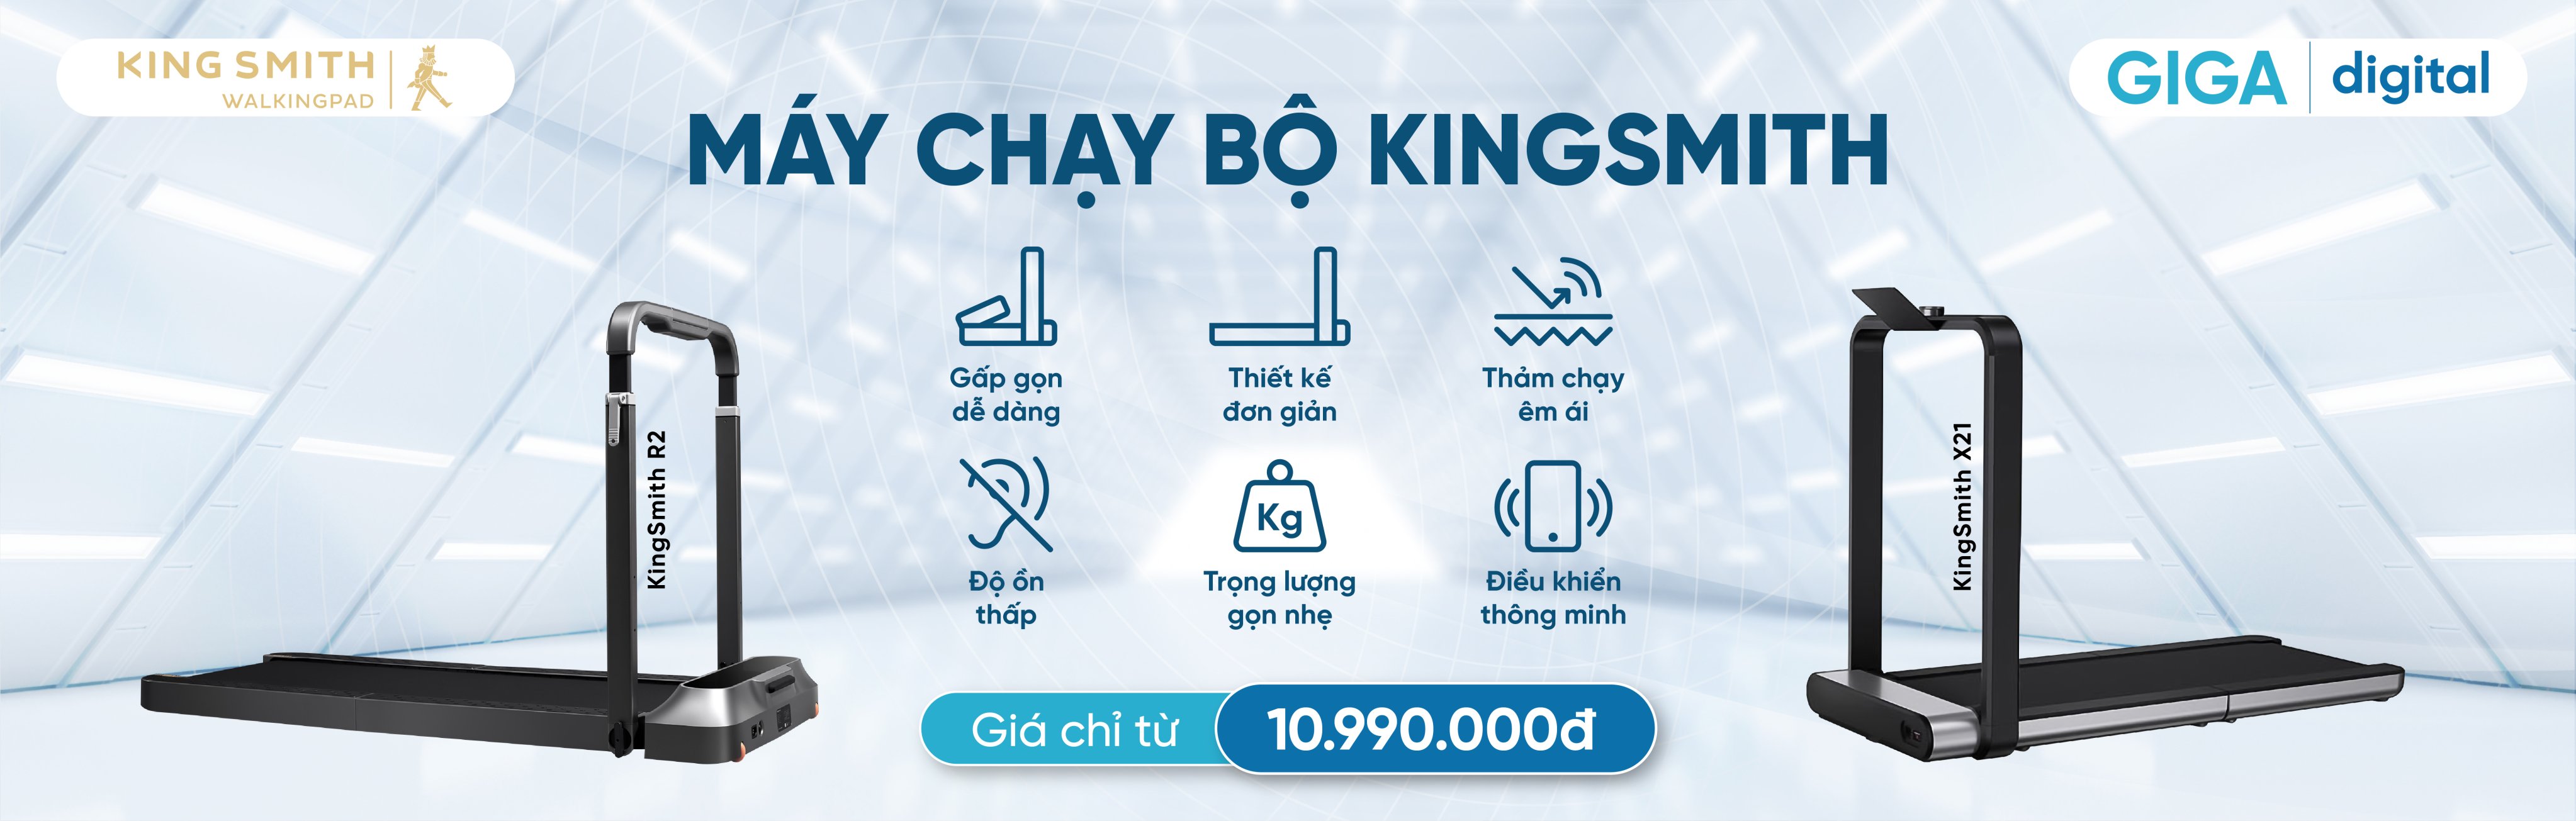 KING SMITH
WALKINGPAD
GIGA digital
MÁY CHẠY BỘ KINGSMITH
Gấp gọn
dễ dàng
Thiết kế
đơn giản
Thảm chạy
êm ái
Độ ồn
thấp
Kg
Trọng lượng
gọn nhẹ
Điều khiển
thông minh
KingSmith R2
KingSmith X21
Giá chỉ từ 10.990.000đ